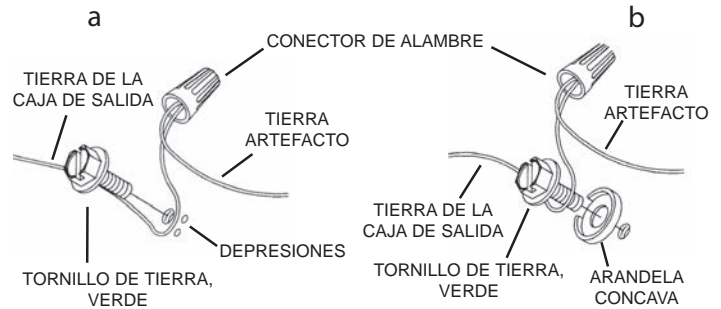 a
b
CONECTOR DE ALAMBRE
TIERRA DE LA
CAJA DE SALIDA
TIERRA
ARTEFACTO
DEPRESIONES
TORNILLO DE TIERRA,
VERDE
TIERRA
ARTEFACTO
TIERRA DE LA
CAJA DE SALIDA
TORNILLO DE TIERRA,
VERDE
ARANDELA
CONCAVA